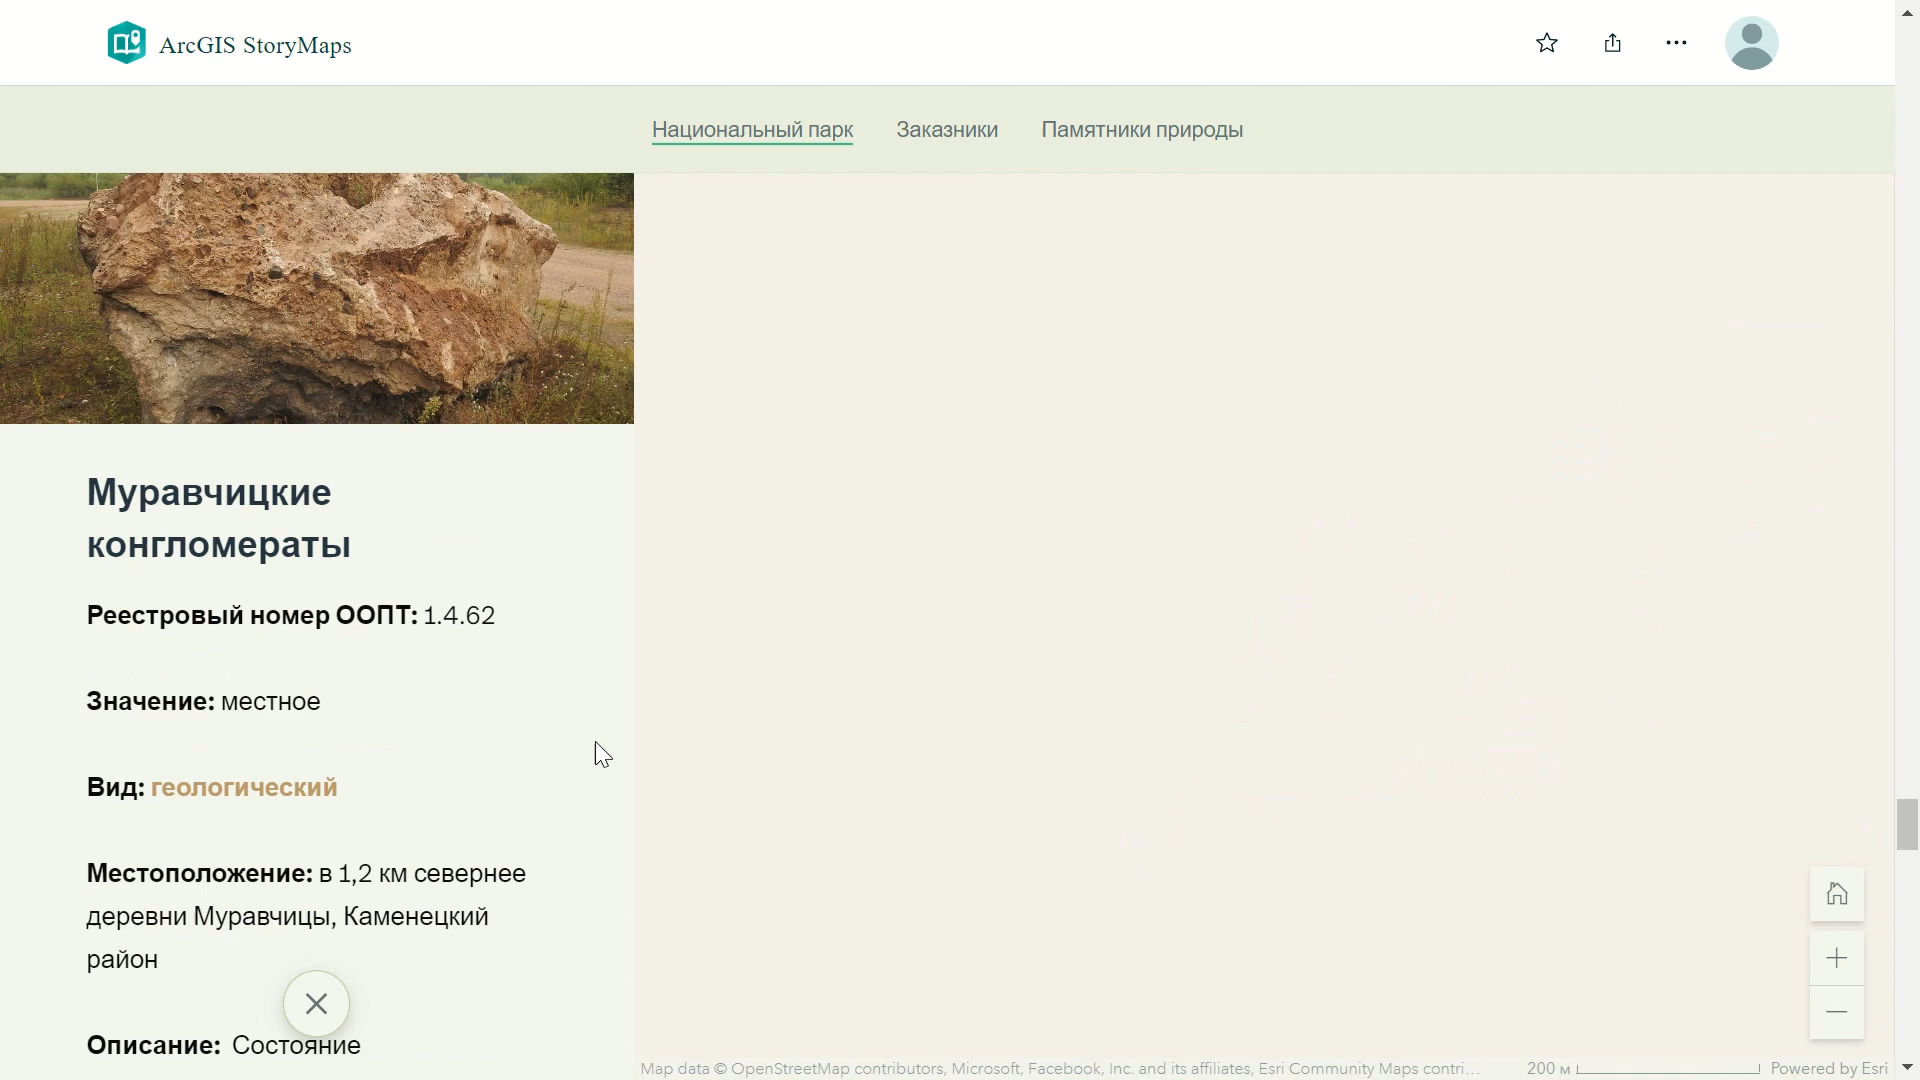 ArcGIS StoryMaps
Национальный парк
Заказники
Памятники природы
Муравчицкие
конгломераты
Реестровый номер ООПТ: 1.4.62
Значение: местное
Вид: геологический
Местоположение: в 1,2 км севернее
деревни Муравчицы, Каменецкий
район
Описание: Состояние
Map data © OpenStreetMap contributors, Microsoft, Facebook, Inc. and its affiliates, Esri Community Maps contri...
200 м
Powered by Esri